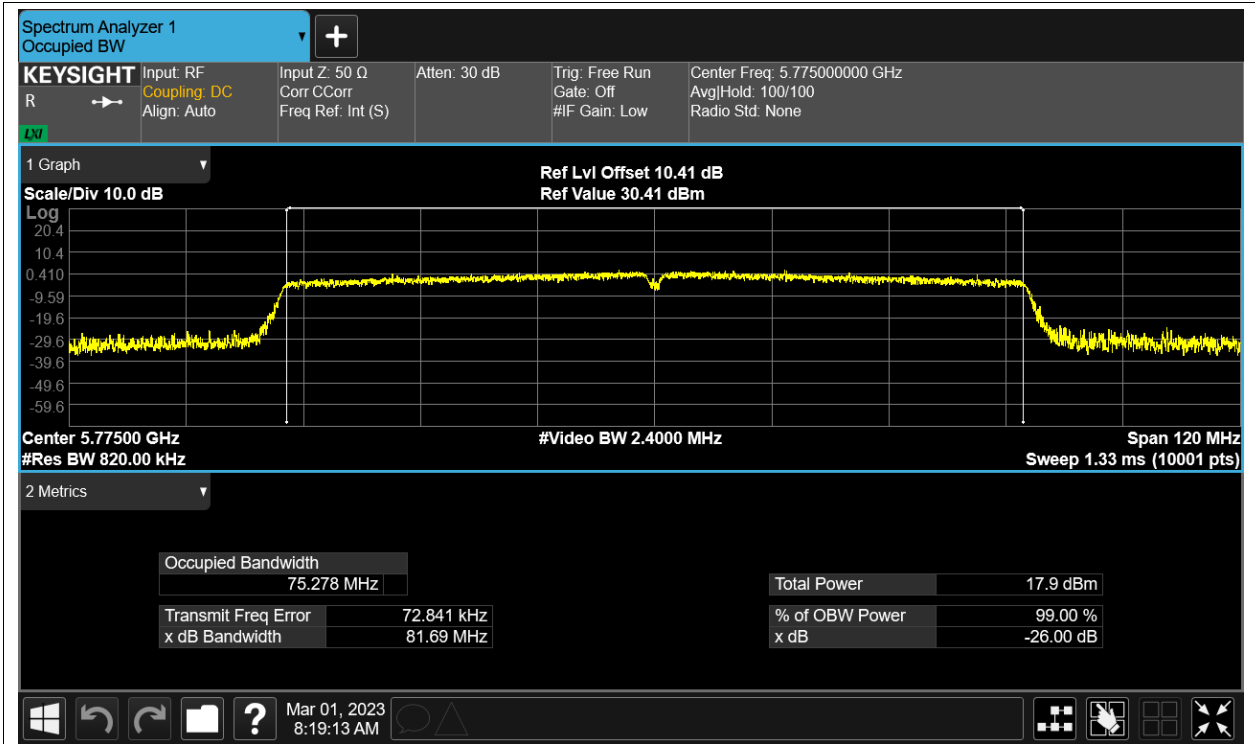 Spectrum Analyzer 1
Occupied BW
KEYSIGHT
R
LXI
Input: RF
Coupling: DC
Align: Auto
Input Z: 50 Ω
Corr CCorr
Freq Ref: Int (S)
Atten: 30 dB
Trig: Free Run
Gate: Off
#IF Gain: Low
Center Freq: 5.775000000 GHz
Avg|Hold: 100/100
Radio Std: None
1 Graph
Scale/Div 10.0 dB
Ref Lvl Offset 10.41 dB
Ref Value 30.41 dBm
Log
20.4
10.4
0.410
-9.59
-19.6
-29.6
-39.6
-49.6
-59.6
Center 5.77500 GHz
#Video BW 2.4000 MHz
Span 120 MHz
#Res BW 820.00 kHz
Sweep 1.33 ms (10001 pts)
2 Metrics
Occupied Bandwidth
75.278 MHz
Transmit Freq Error 72.841 kHz
x dB Bandwidth 81.69 MHz
Total Power 17.9 dBm
% of OBW Power 99.00 %
x dB -26.00 dB
?
Mar 01, 2023
8:19:13 AM